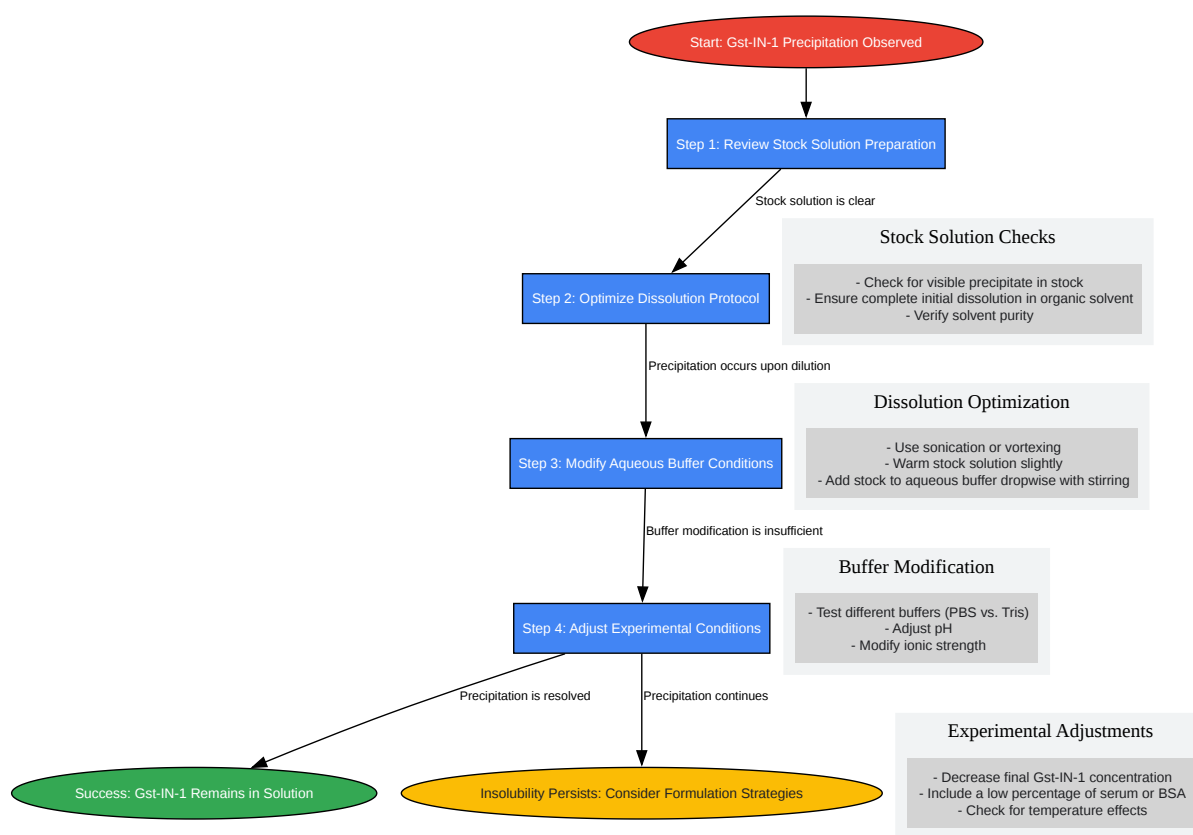 Start: Gst-IN-1 Precipitation Observed
Step 1: Review Stock Solution Preparation
Stock solution is clear
Stock Solution Checks
- Check for visible precipitate in stock
- Ensure complete initial dissolution in organic solvent
- Verify solvent purity
Step 2: Optimize Dissolution Protocol
Precipitation occurs upon dilution
Dissolution Optimization
- Use sonication or vortexing
- Warm stock solution slightly
- Add stock to aqueous buffer dropwise with stirring
Step 3: Modify Aqueous Buffer Conditions
Buffer modification is insufficient
Buffer Modification
- Test different buffers (PBS vs. Tris)
- Adjust pH
- Modify ionic strength
Step 4: Adjust Experimental Conditions
Precipitation is resolved
Precipitation continues
Experimental Adjustments
- Decrease final Gst-IN-1 concentration
- Include a low percentage of serum or BSA
- Check for temperature effects
Success: Gst-IN-1 Remains in Solution
Insolubility Persists: Consider Formulation Strategies